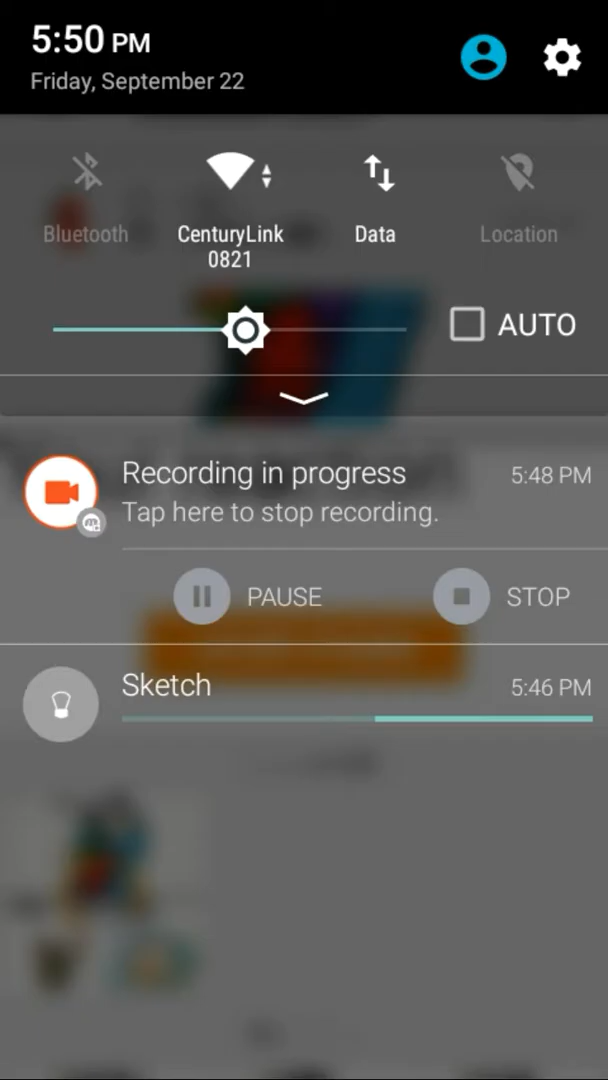 5:50 PM
Friday, September 22
Bluetooth
CenturyLink
0821
Data
Location
AUTO
Recording in progress
5:48 PM
Tap here to stop recording.
PAUSE
STOP
Sketch
5:46 PM